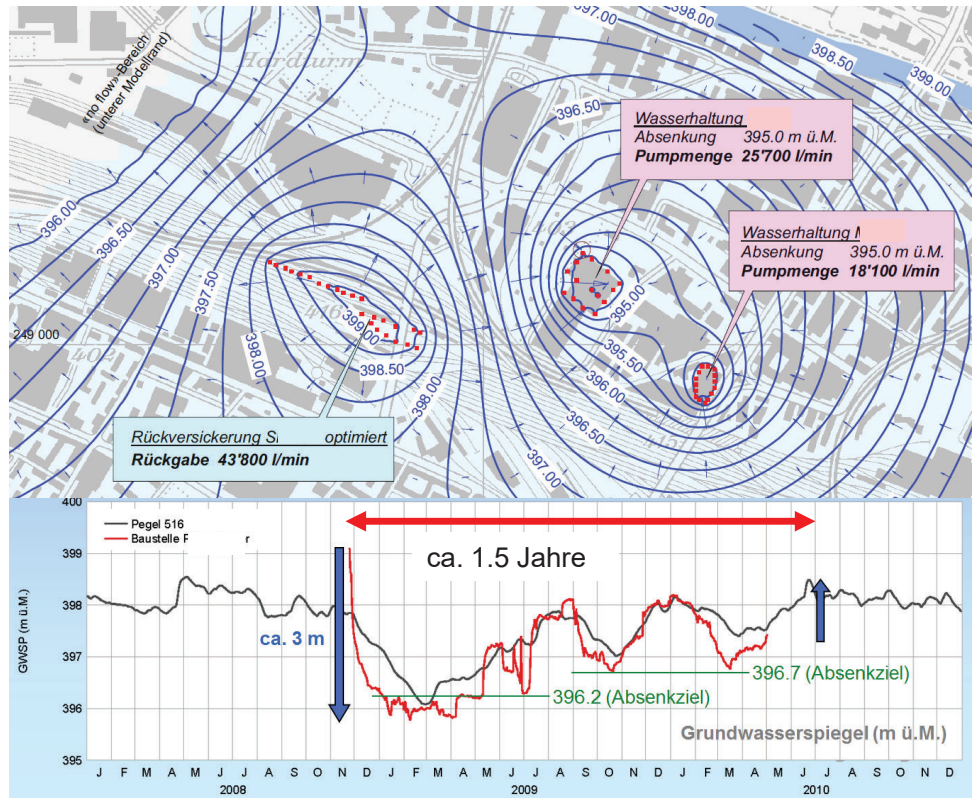 398.00
398.50
399.00
«no flow»-Bereich
(unterer Modellrand)
Hardturm
396.50
Wasserhaltung
Absenkung 395.0 m ü.M.
Pumpmenge 25'700 l/min
396.00
396.50
397.00
397.50
Wasserhaltung
Absenkung 395.0 m ü.M.
Pumpmenge 18'100 l/min
395.00
249 000
402
416
399.00
398.00
398.50
398.00
395.50
396.00
396.50
397.00
415
Rückversickerung S optimiert
Rückgabe 43'800 l/min
400
399
398
397
396
395
GWSP (m ü.M.)
Pegel 516
Baustelle
ca. 1.5 Jahre
ca. 3 m
396.2 (Absenkziel)
396.7 (Absenkziel)
Grundwasserspiegel (m ü.M.)
J F M A M J J A S O N D J F M A M J J A S O N D J F M A M J J A S O N D
2008 2009 2010